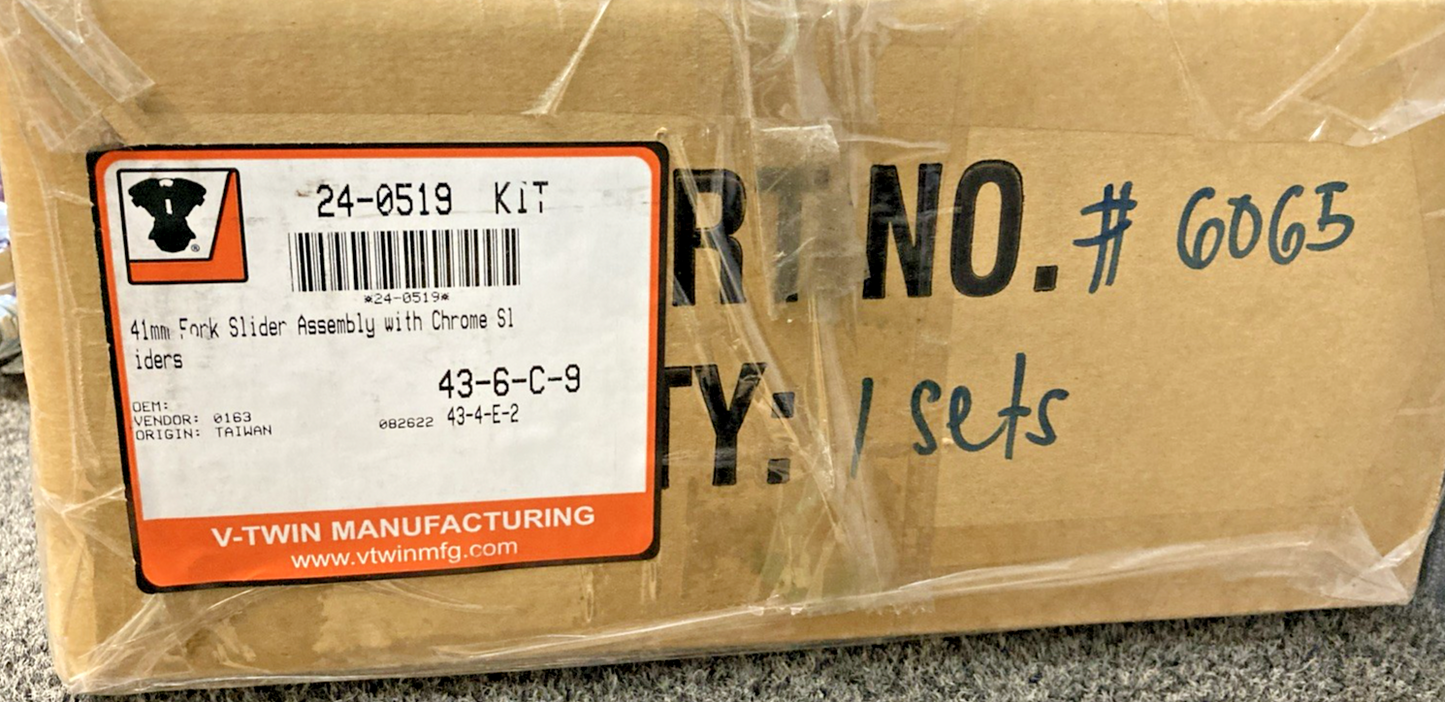 24-0519 KIT
*24-0519*
41mm Fork Slider Assembly with Chrome Sl
iders
43-6-C-9
OEM:
VENDOR: 0163
082622 43-4-E-2
ORIGIN: TAIWAN
V-TWIN MANUFACTURING
www.vtwinmfg.com
RT NO. # 6065
TY: 1 sets